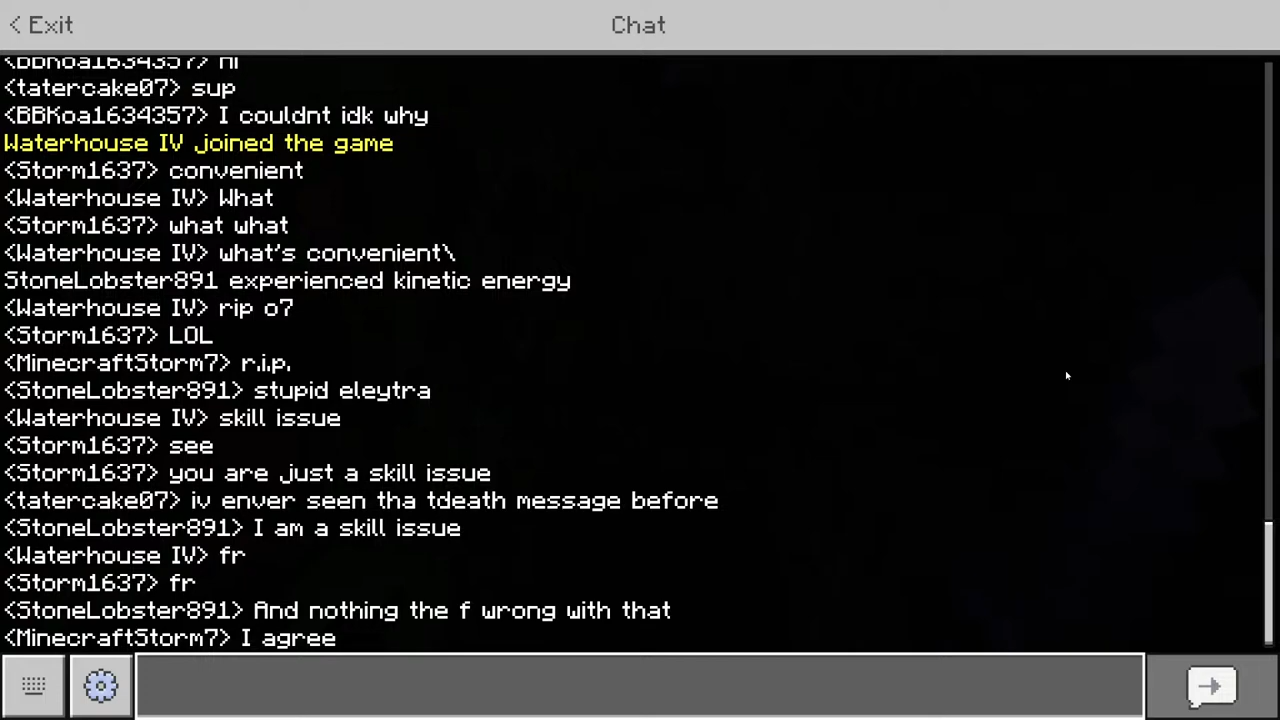 < Exit
Chat
<BBKoa1634357> hi
<tatercake07> sup
<BBKoa1634357> I couldnt idk why
Waterhouse IV joined the game
<Storm1637> convenient
<Waterhouse IV> What
<Storm1637> what what
<Waterhouse IV> what's convenient\
StoneLobster891 experienced kinetic energy
<Waterhouse IV> rip o7
<Storm1637> LOL
<MinecraftStorm7> r.i.p.
<StoneLobster891> stupid eleytra
<Waterhouse IV> skill issue
<Storm1637> see
<Storm1637> you are just a skill issue
<tatercake07> iv enver seen tha tdeath message before
<StoneLobster891> I am a skill issue
<Waterhouse IV> fr
<Storm1637> fr
<StoneLobster891> And nothing the f wrong with that
<MinecraftStorm7> I agree